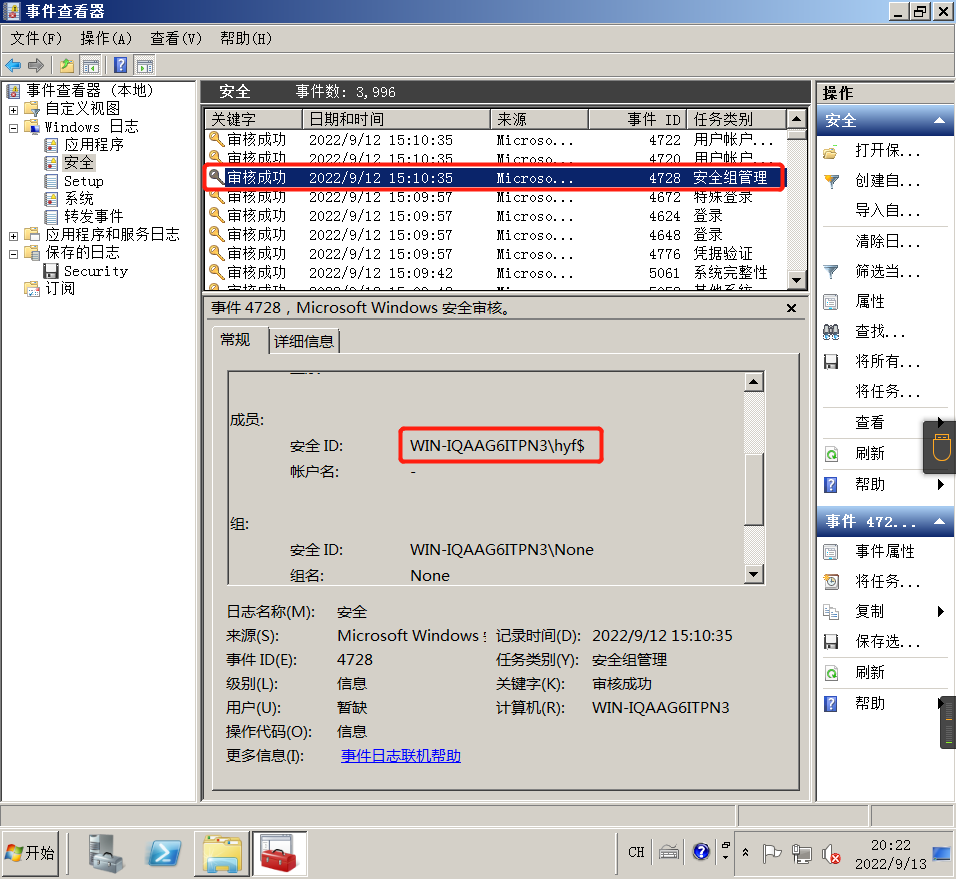 事件查看器
文件(F) 操作(A) 查看(V) 帮助(H)
事件查看器 (本地)
自定义视图
Windows 日志
应用程序
安全
Setup
系统
转发事件
应用程序和服务日志
保存的日志
Security
订阅
安全 事件数: 3,996
关键字 日期和时间 来源 事件 ID 任务类别
审核成功 2022/9/12 15:10:35 Microso... 4722 用户帐户...
审核成功 2022/9/12 15:10:35 Microso... 4720 用户帐户...
审核成功 2022/9/12 15:10:35 Microso... 4728 安全组管理
审核成功 2022/9/12 15:09:57 Microso... 4672 特殊登录
审核成功 2022/9/12 15:09:57 Microso... 4624 登录
审核成功 2022/9/12 15:09:57 Microso... 4648 登录
审核成功 2022/9/12 15:09:57 Microso... 4776 凭据验证
审核成功 2022/9/12 15:09:42 Microso... 5061 系统完整性
事件 4728，Microsoft Windows 安全审核。
常规 详细信息
成员:
安全 ID: WIN-IQAAG6ITPN3\hyf$
帐户名: -
组:
安全 ID: WIN-IQAAG6ITPN3\None
组名: None
日志名称(M): 安全
来源(S): Microsoft Windows 记录时间(D): 2022/9/12 15:10:35
事件 ID(E): 4728 任务类别(Y): 安全组管理
级别(L): 信息 关键字(K): 审核成功
用户(U): 暂缺 计算机(R): WIN-IQAAG6ITPN3
操作代码(O): 信息
更多信息(I): 事件日志联机帮助
操作
安全
打开保...
创建自...
导入自...
清除日...
筛选当...
属性
查找...
将所有...
将任务...
查看
刷新
帮助
事件 472...
事件属性
将任务...
复制
保存选...
刷新
帮助
开始
CH
20:22
2022/9/13